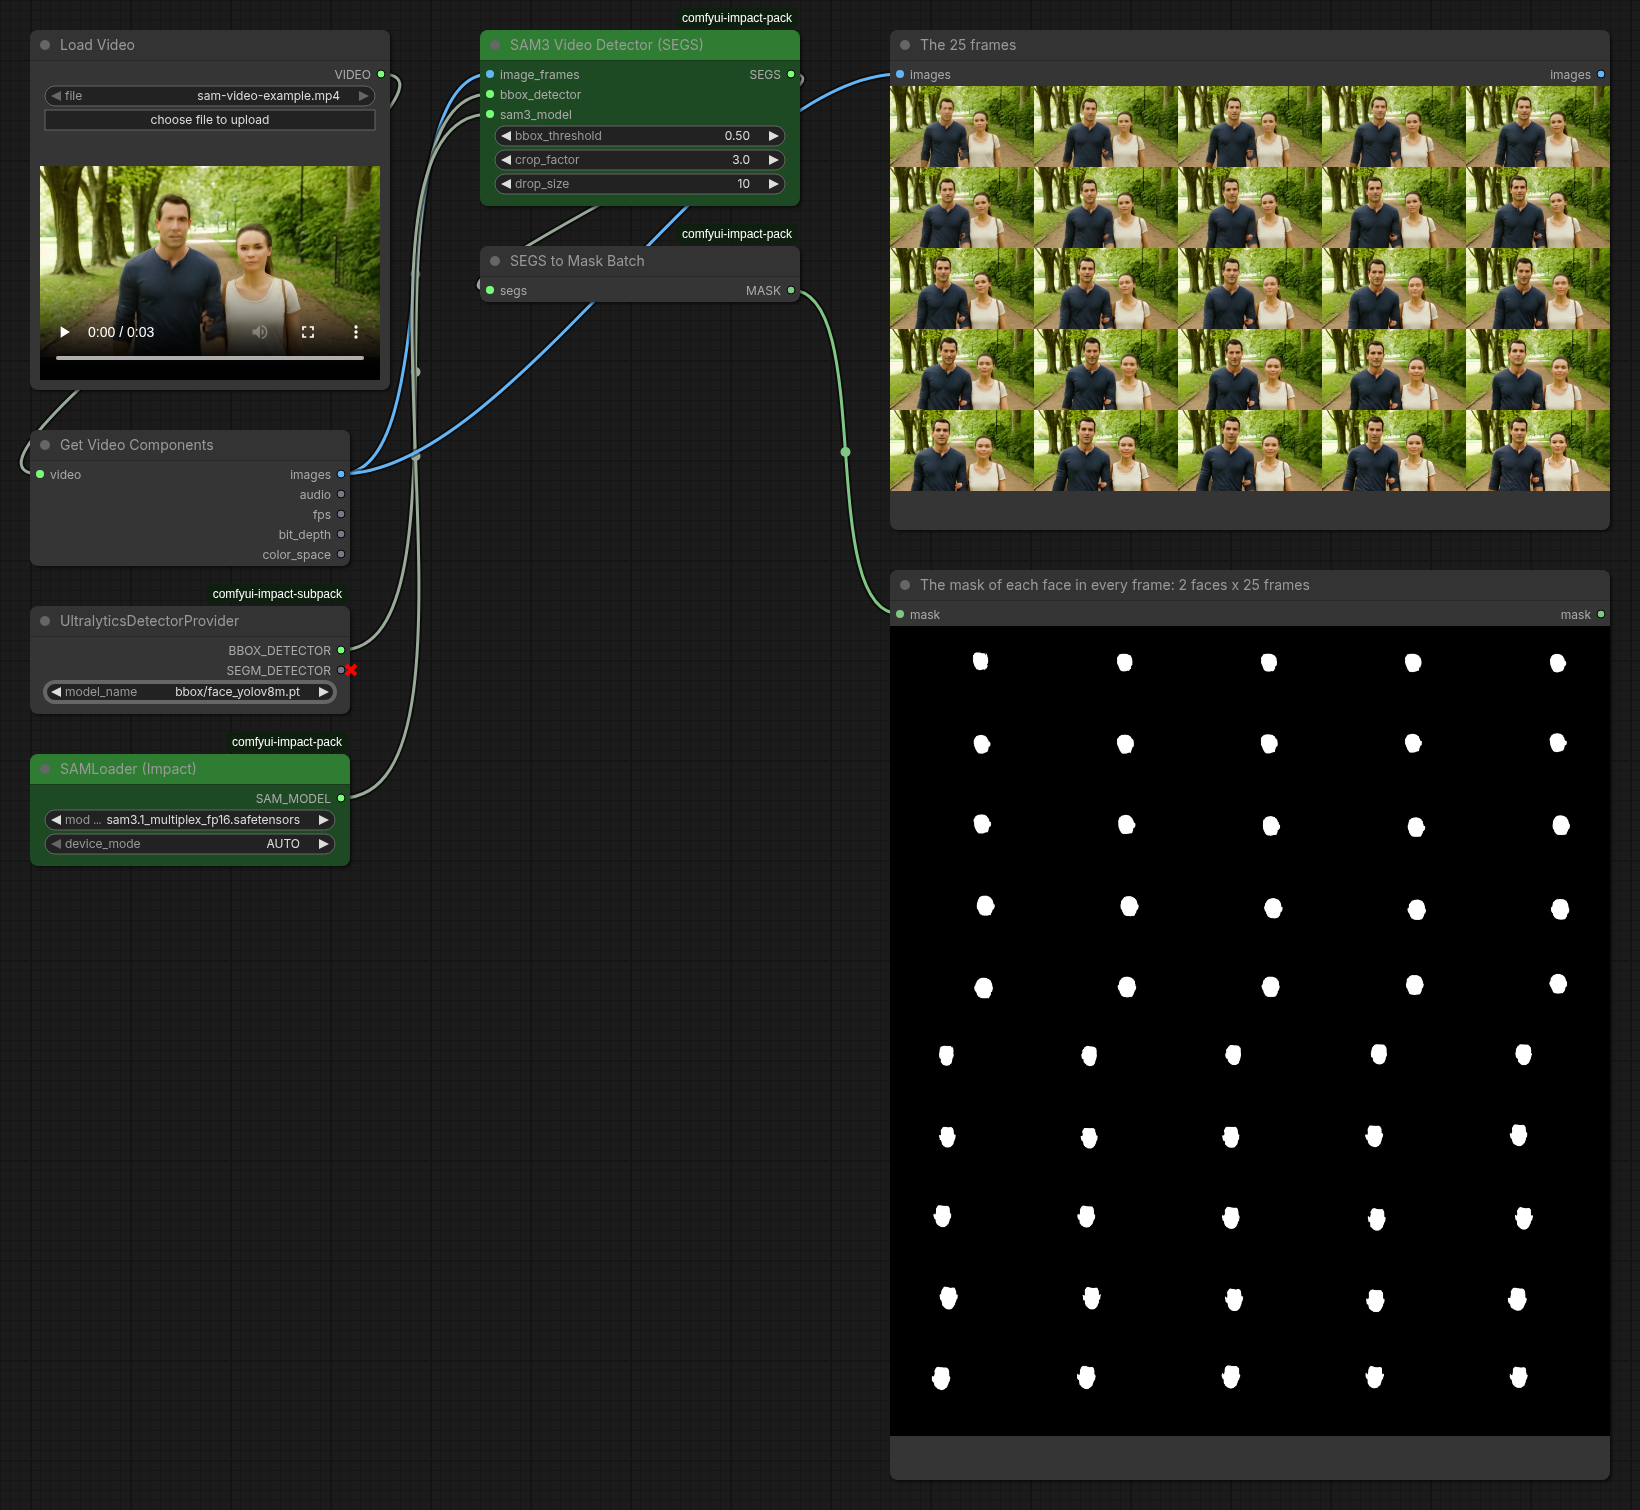 Load Video
VIDEO
file sam-video-example.mp4
choose file to upload
0:00 / 0:03
Get Video Components
video images
audio
fps
bit_depth
color_space
comfyui-impact-subpack
UltralyticsDetectorProvider
BBOX_DETECTOR
SEGM_DETECTOR
model_name bbox/face_yolov8m.pt
comfyui-impact-pack
SAMLoader (Impact)
SAM_MODEL
mod ... sam3.1_multiplex_fp16.safetensors
device_mode AUTO
comfyui-impact-pack
SAM3 Video Detector (SEGS)
image_frames SEGS
bbox_detector
sam3_model
bbox_threshold 0.50
crop_factor 3.0
drop_size 10
comfyui-impact-pack
SEGS to Mask Batch
segs MASK
The 25 frames
images images
The mask of each face in every frame: 2 faces x 25 frames
mask mask